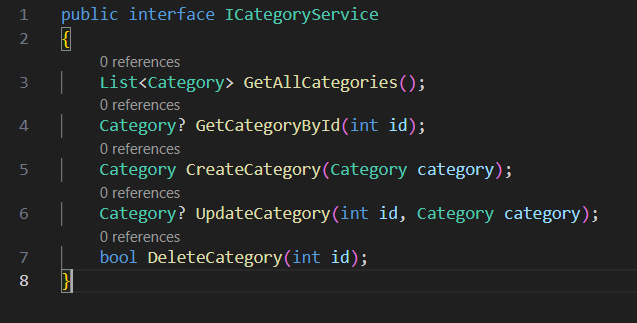 1 public interface ICategoryService
2 {
0 references
3 List<Category> GetAllCategories();
0 references
4 Category? GetCategoryById(int id);
0 references
5 Category CreateCategory(Category category);
0 references
6 Category? UpdateCategory(int id, Category category);
0 references
7 bool DeleteCategory(int id);
8 }